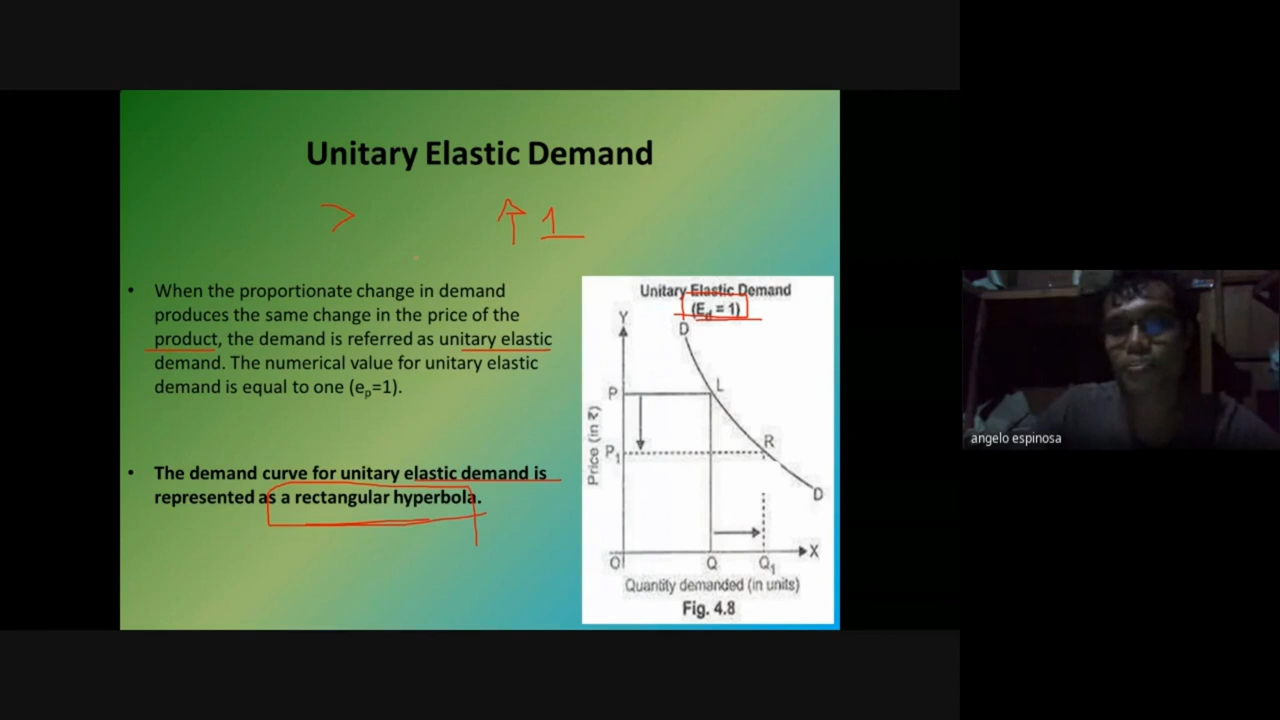 Unitary Elastic Demand
> ↑ 1
• When the proportionate change in demand
produces the same change in the price of the
product, the demand is referred as unitary elastic
demand. The numerical value for unitary elastic
demand is equal to one (eₚ=1).
• The demand curve for unitary elastic demand is
represented as a rectangular hyperbola.
Unitary Elastic Demand
(E_d = 1)
Y
D
P
L
P₁
R
D
Price (in ₹)
O
Q
Q₁
X
Quantity demanded (in units)
Fig. 4.8
angelo espinosa